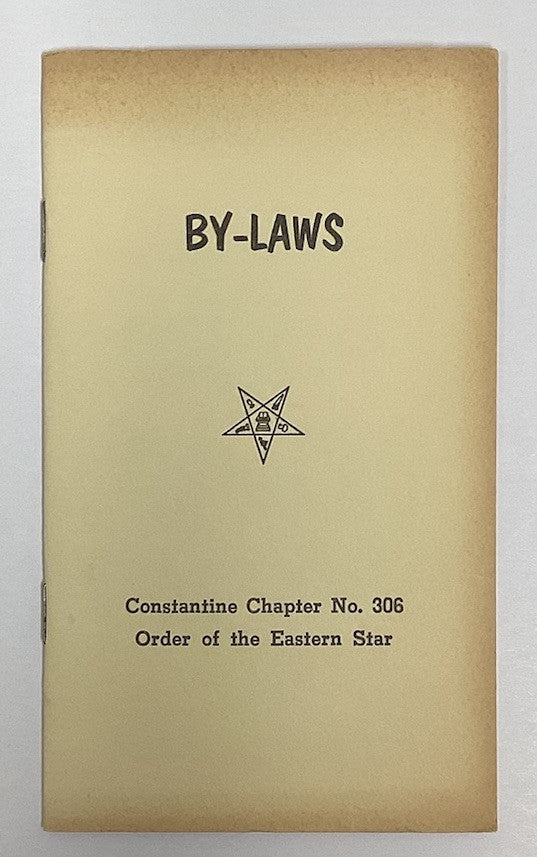 BY-LAWS
Constantine Chapter No. 306
Order of the Eastern Star